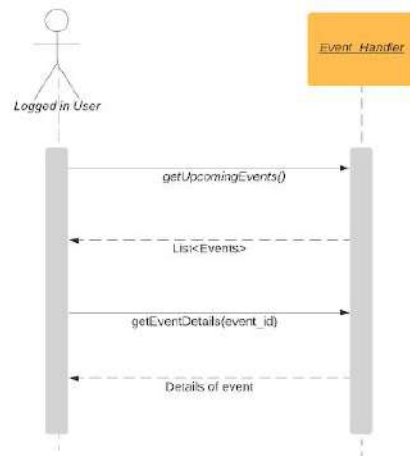 Event_Handler
Logged in User
getUpcomingEvents()
List<Events>
getEventDetails(event_id)
Details of event